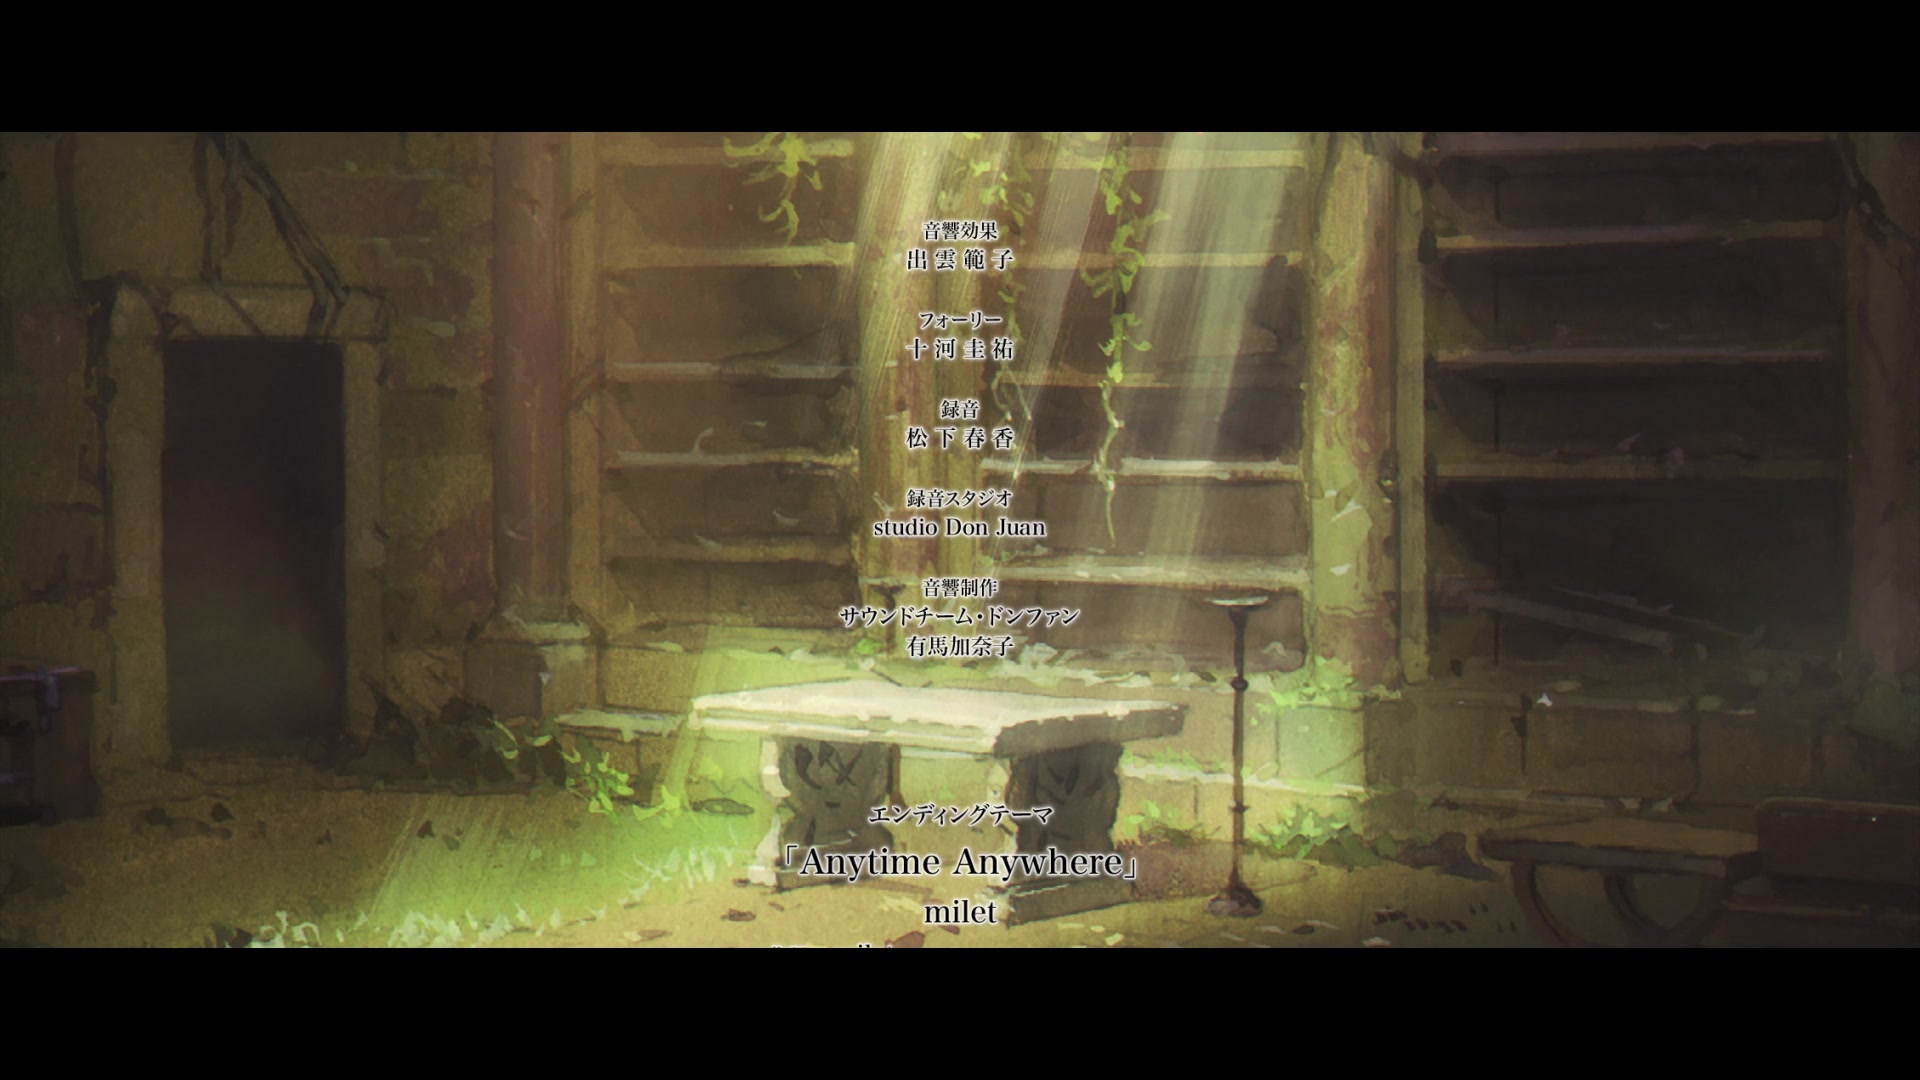 音響効果
出雲範子
フォーリー
十河圭祐
録音
松下春香
録音スタジオ
studio Don Juan
音響制作
サウンドチーム・ドンファン
有馬加奈子
エンディングテーマ
「Anytime Anywhere」
milet